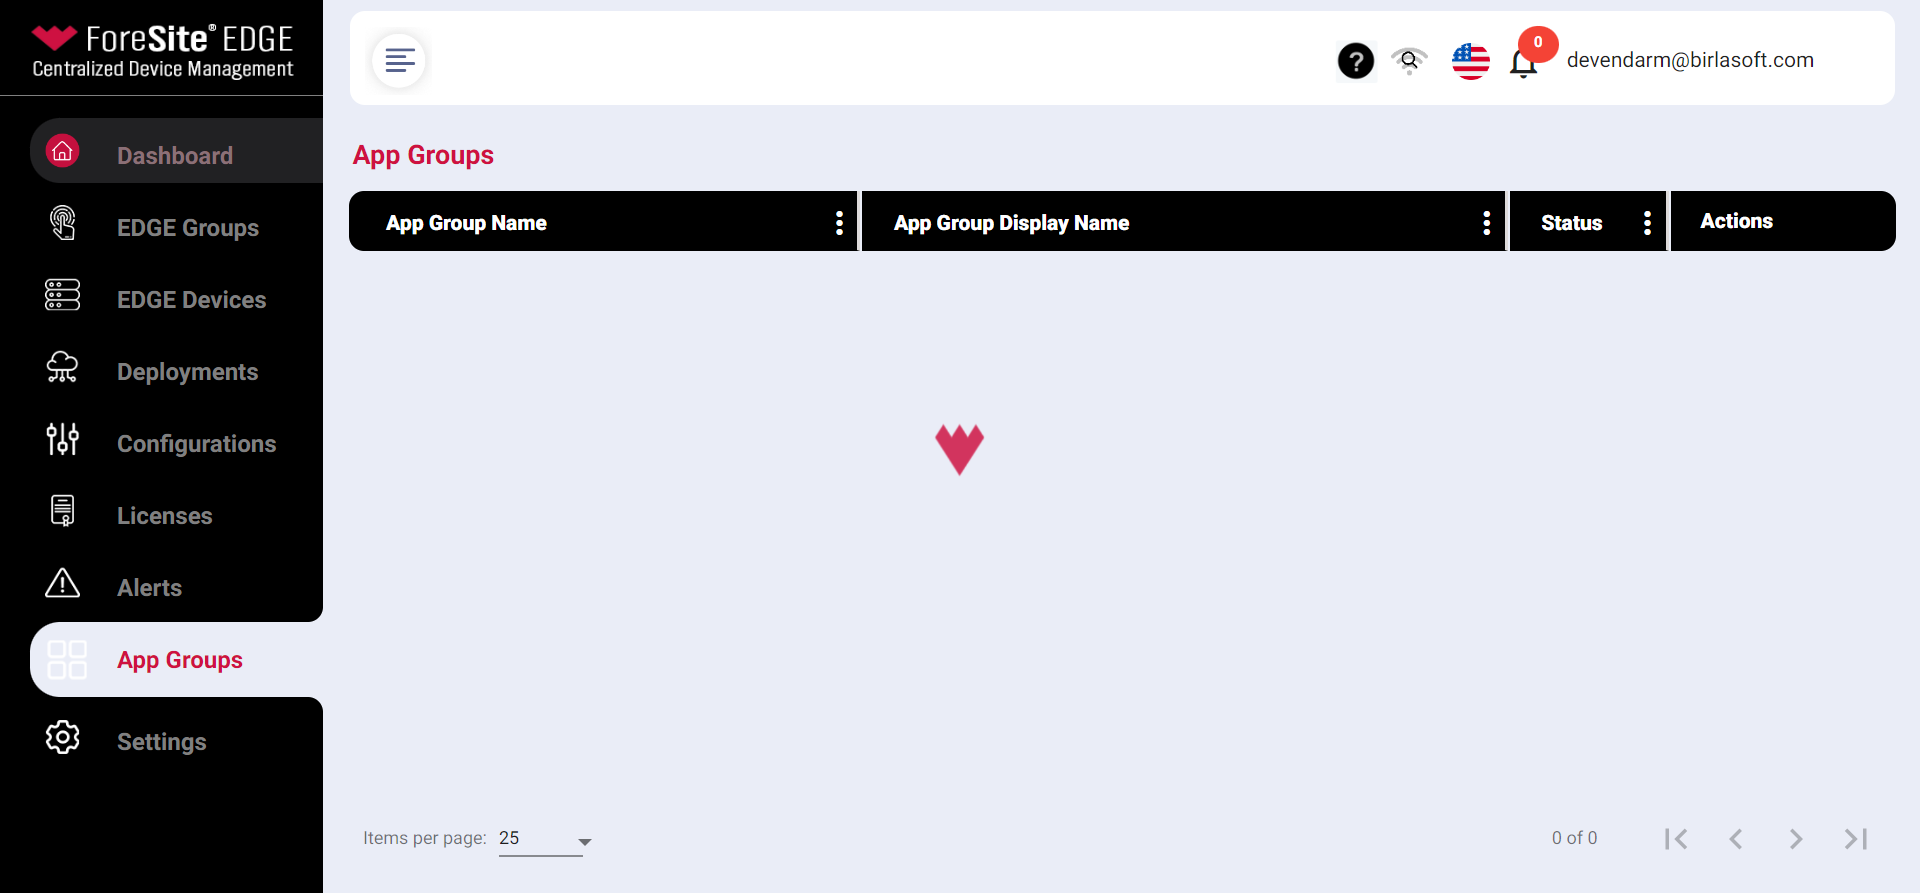 ForeSite® EDGE
Centralized Device Management
Dashboard
EDGE Groups
EDGE Devices
Deployments
Configurations
Licenses
Alerts
App Groups
Settings
?
0
devendarm@birlasoft.com
App Groups
App Group Name
App Group Display Name
Status
Actions
Items per page: 25
0 of 0